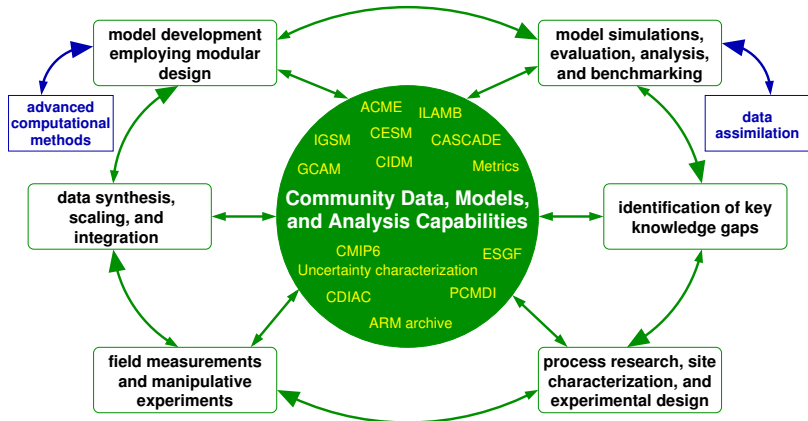 model development
employing modular
design
model simulations,
evaluation, analysis,
and benchmarking
advanced
computational
methods
data
assimilation
ACME
ILAMB
IGSM
CESM
CASCADE
GCAM
CIDM
Metrics
Community Data, Models,
and Analysis Capabilities
data synthesis,
scaling, and
integration
identification of key
knowledge gaps
CMIP6
ESGF
Uncertainty characterization
CDIAC
PCMDI
ARM archive
field measurements
and manipulative
experiments
process research, site
characterization, and
experimental design